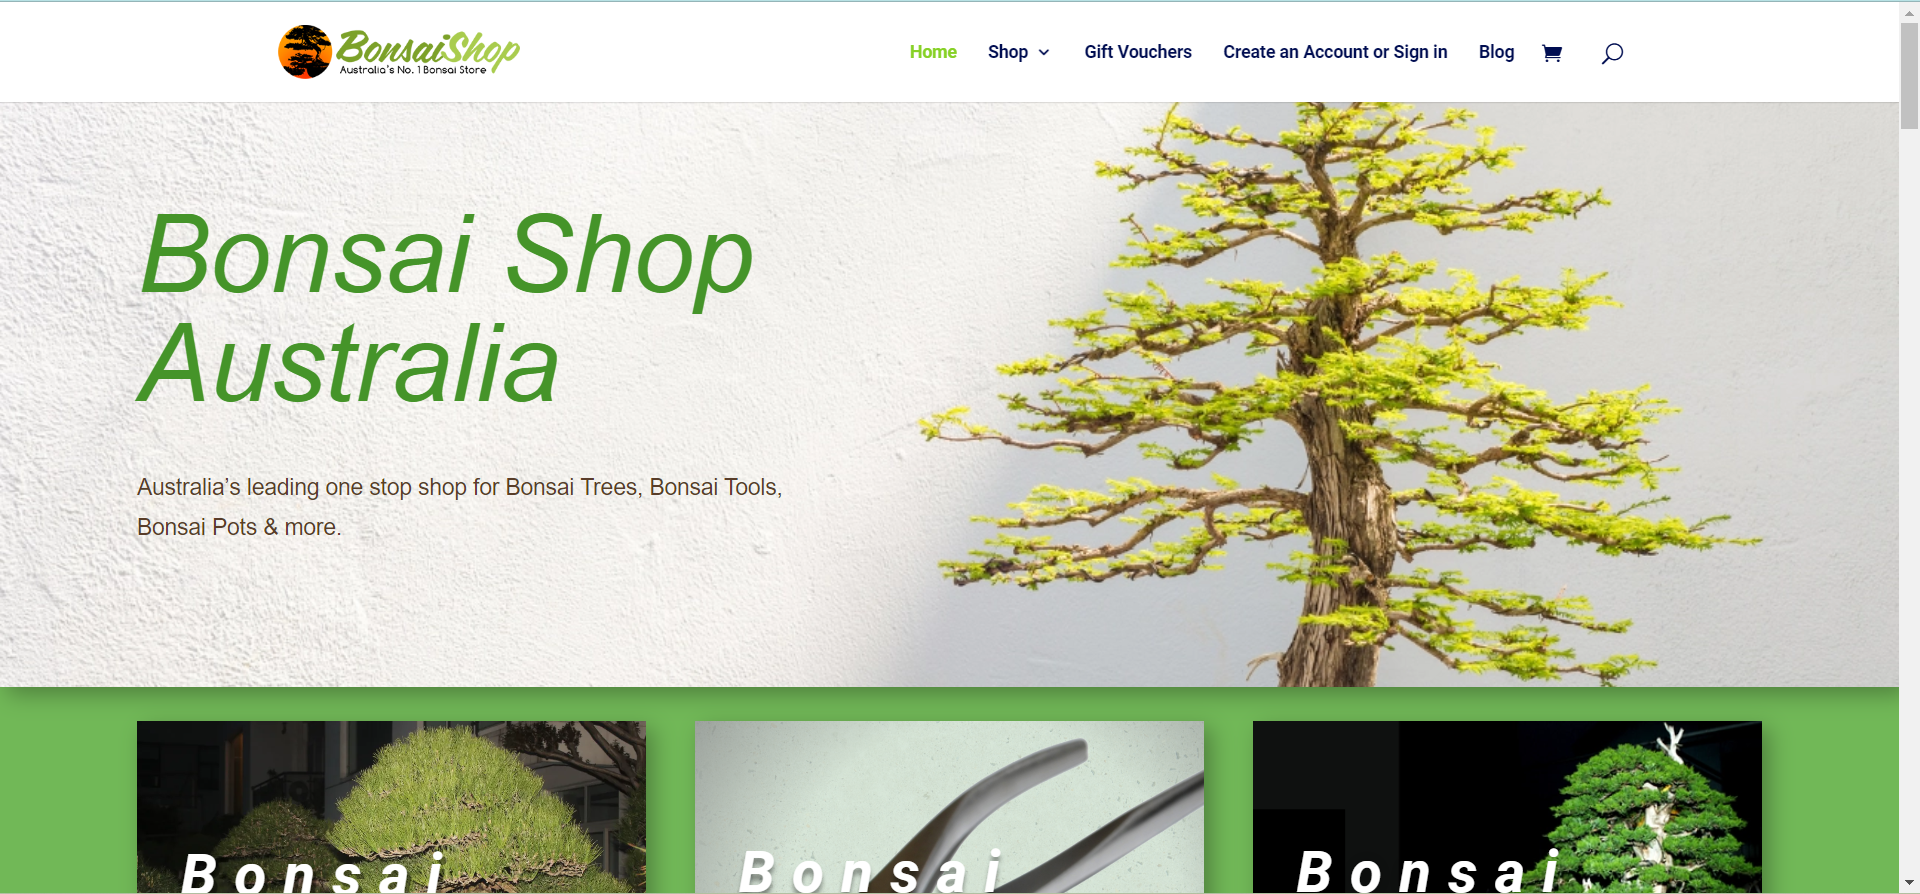 BonsaiShop
Australia's No. 1 Bonsai Store
Home Shop Gift Vouchers Create an Account or Sign in Blog
Bonsai Shop
Australia
Australia’s leading one stop shop for Bonsai Trees, Bonsai Tools,
Bonsai Pots & more.
Bonsai Bonsai Bonsai